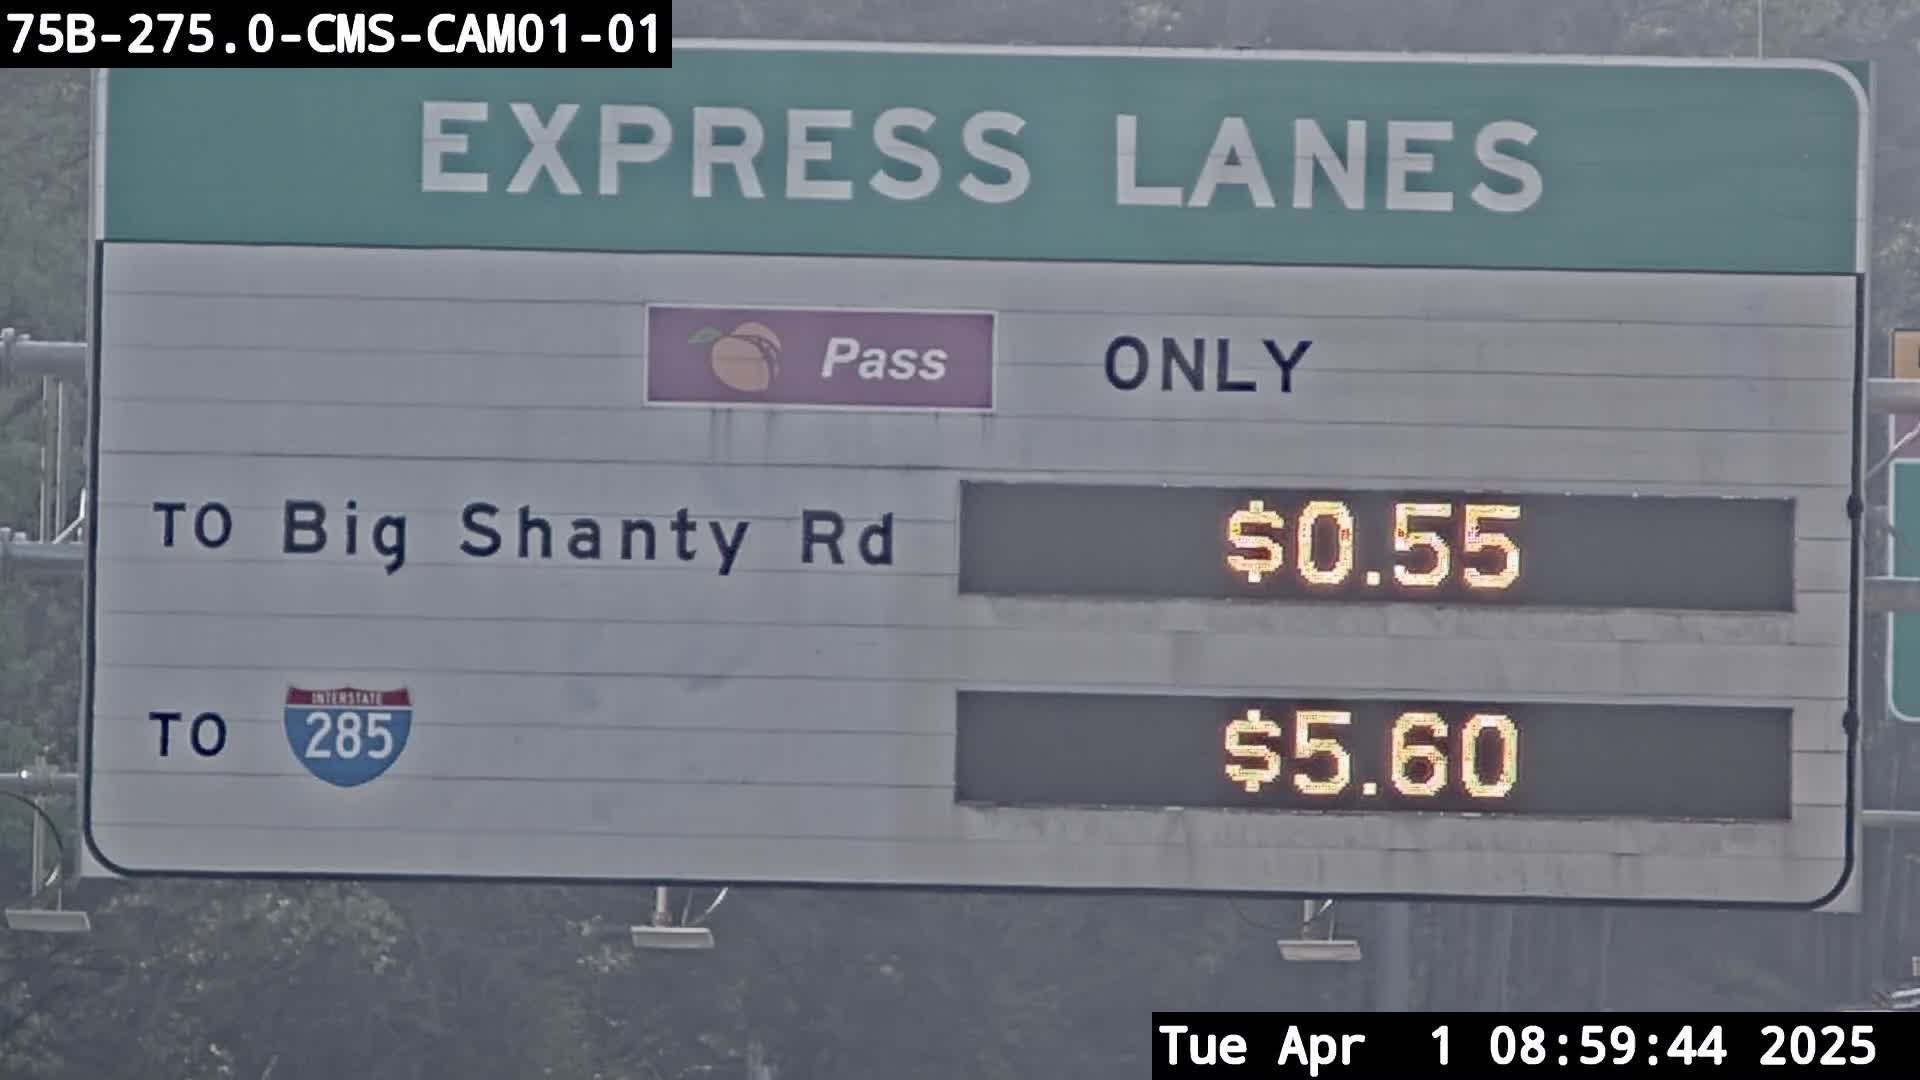 75B-275.0-CMS-CAM01-01
EXPRESS LANES
Pass ONLY
TO Big Shanty Rd $0.55
INTERSTATE
TO 285 $5.60
Tue Apr 1 08:59:44 2025